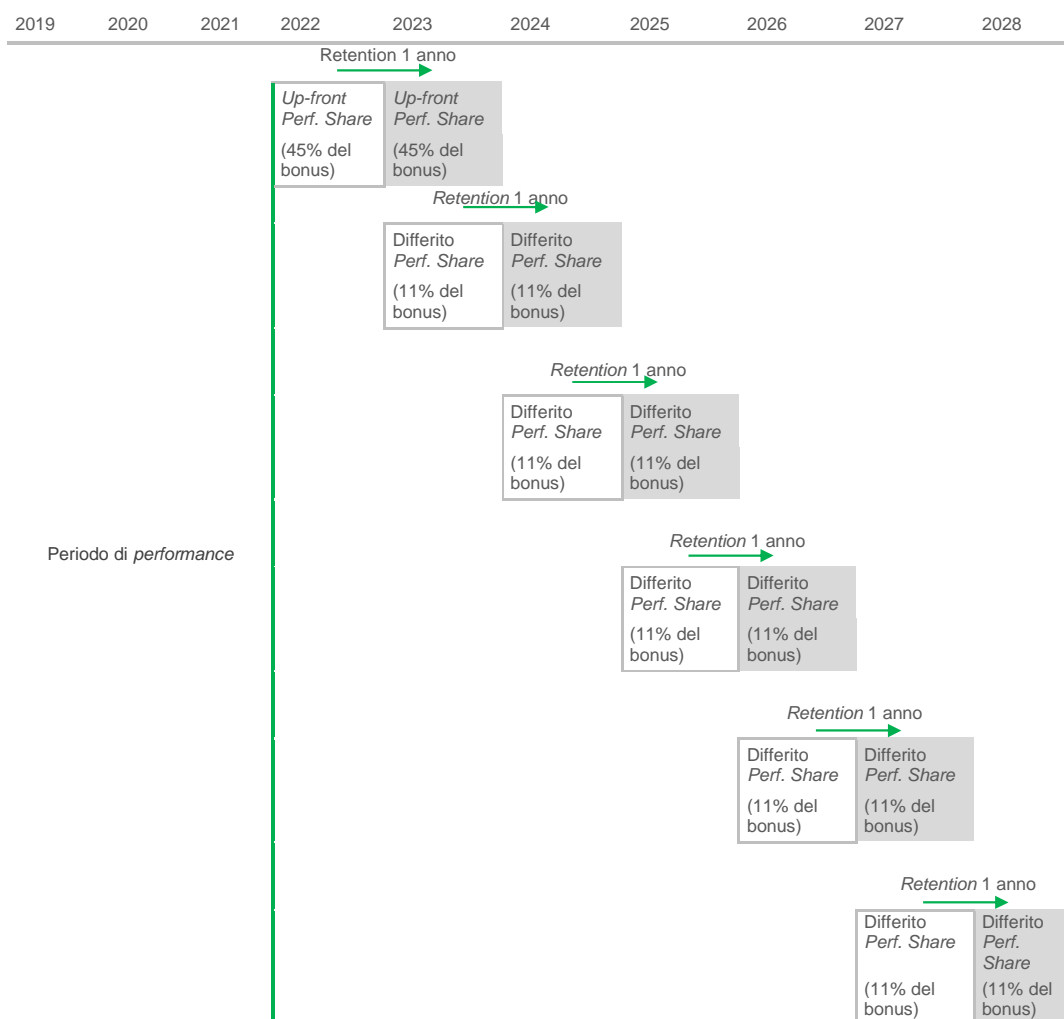 2019 2020 2021 2022 2023 2024 2025 2026 2027 2028
Retention 1 anno
Up-front Up-front
Perf. Share Perf. Share
(45% del (45% del
bonus) bonus)
Retention 1 anno
Differito Differito
Perf. Share Perf. Share
(11% del (11% del
bonus) bonus)
Retention 1 anno
Differito Differito
Perf. Share Perf. Share
(11% del (11% del
bonus) bonus)
Periodo di performance
Retention 1 anno
Differito Differito
Perf. Share Perf. Share
(11% del (11% del
bonus) bonus)
Retention 1 anno
Differito Differito
Perf. Share Perf. Share
(11% del (11% del
bonus) bonus)
Retention 1 anno
Differito Differito
Perf. Share Perf.
Share
(11% del (11% del
bonus) bonus)